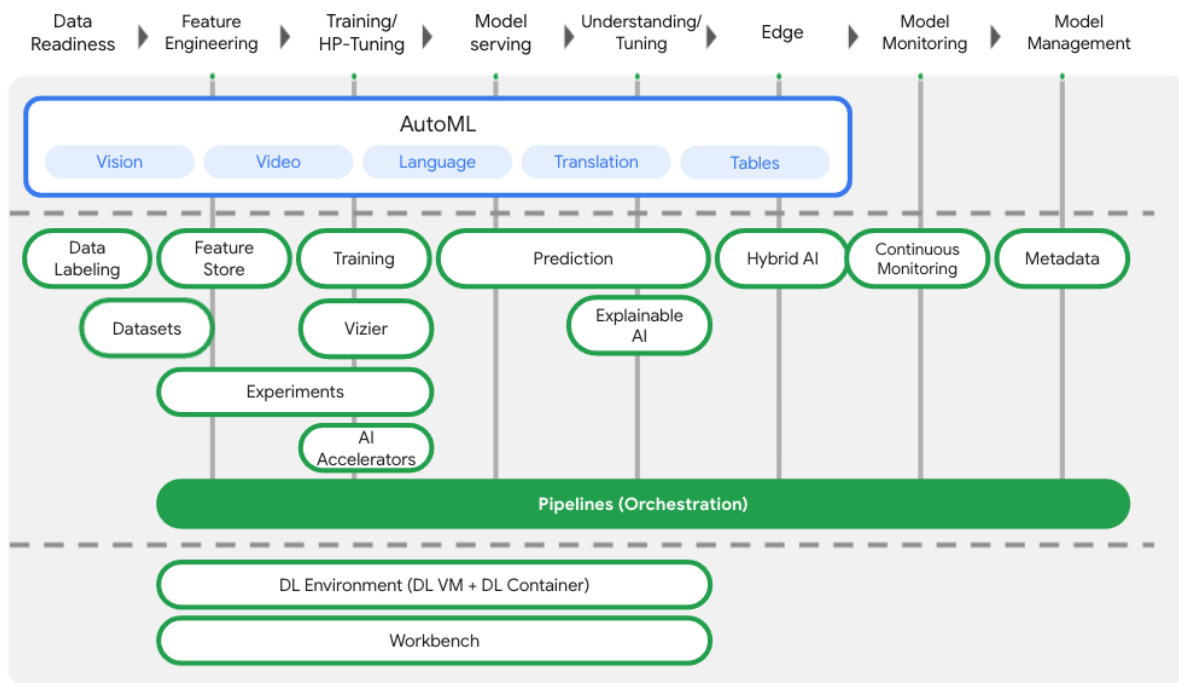 Data
Readiness
Feature
Engineering
Training/
HP-Tuning
Model
serving
Understanding/
Tuning
Edge
Model
Monitoring
Model
Management
AutoML
Vision
Video
Language
Translation
Tables
Data
Labeling
Feature
Store
Training
Prediction
Hybrid AI
Continuous
Monitoring
Metadata
Datasets
Vizier
Explainable
AI
Experiments
AI
Accelerators
Pipelines (Orchestration)
DL Environment (DL VM + DL Container)
Workbench